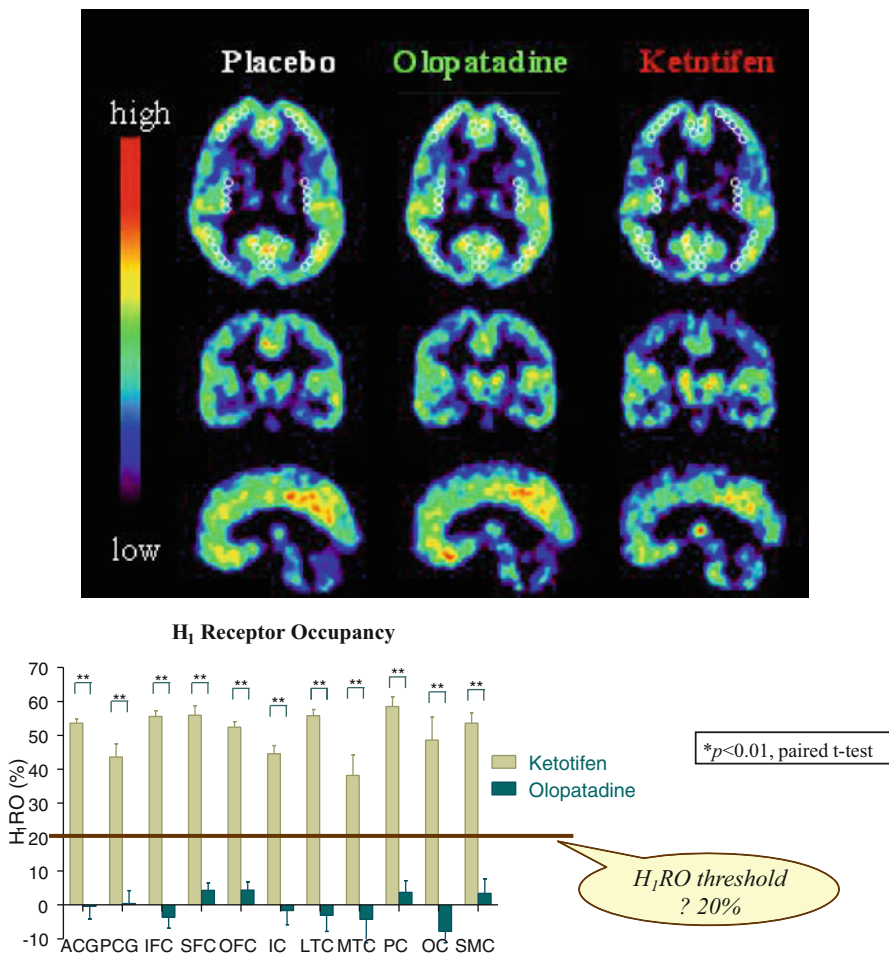 Placebo Olopatadine Ketotifen
high
low
H₁ Receptor Occupancy
70
60
50
40
30
20
10
0
-10
H₁RO (%)
** ** ** ** ** ** ** ** ** ** **
Ketotifen
Olopatadine
*p<0.01, paired t-test
H₁RO threshold
? 20%
ACG PCG IFC SFC OFC IC LTC MTC PC OC SMC